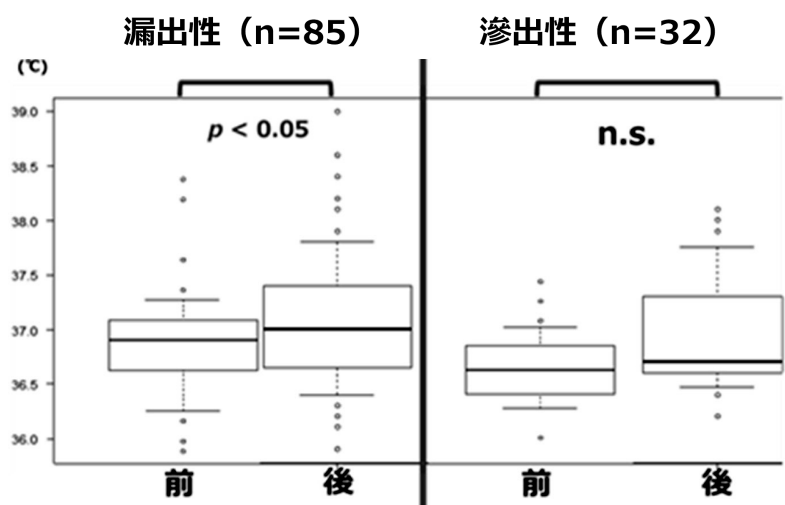 漏出性（n=85）
滲出性（n=32）
(℃)
p < 0.05
n.s.
39.0
38.5
38.0
37.5
37.0
36.5
36.0
前
後
前
後